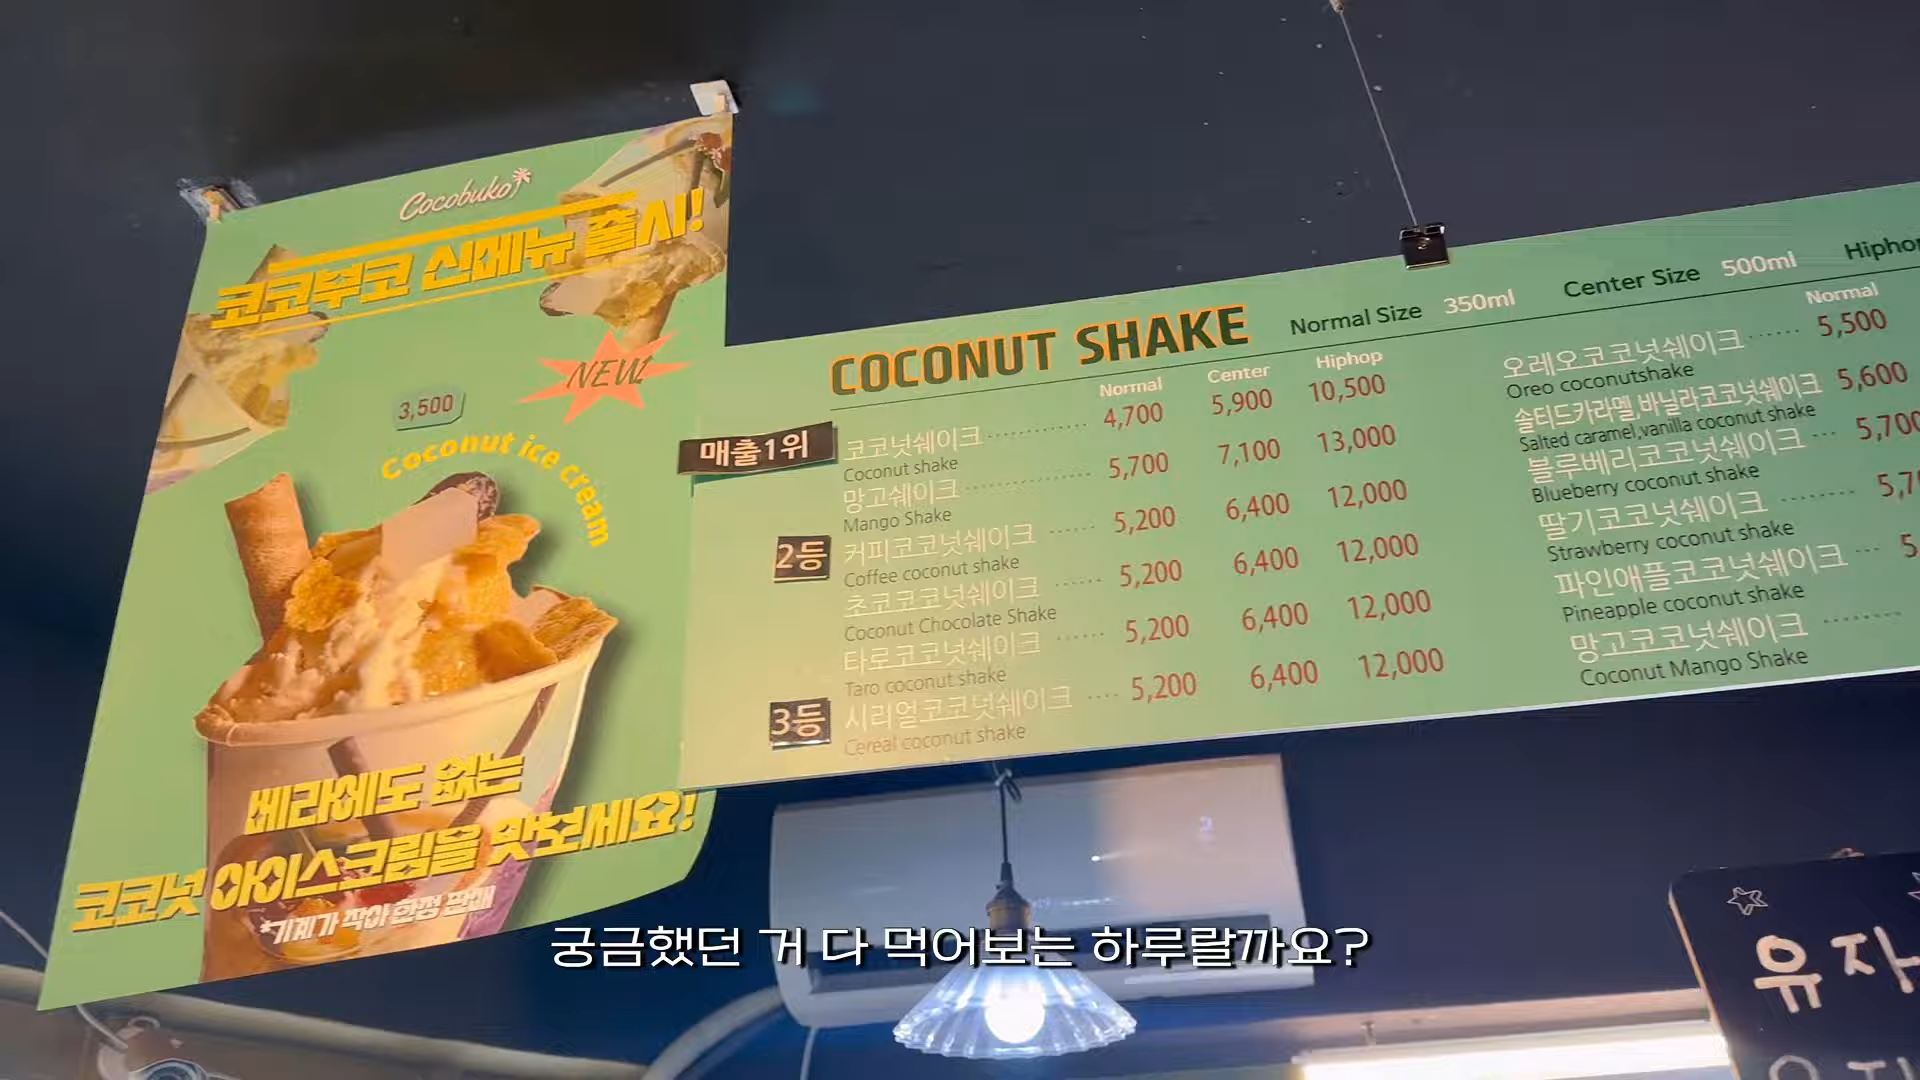 Cocobuko
코코부코 신메뉴 출시!
NEW
3,500
Coconut ice cream
베라에도 없는
코코넛 아이스크림을 맛보세요!
*기계가 작아 한정 판매
COCONUT SHAKE
Normal Size 350ml Center Size 500ml
Normal Center Hiphop
매출1위 코코넛쉐이크 4,700 5,900 10,500
Coconut shake
망고쉐이크 5,700 7,100 13,000
Mango Shake
2등 커피코코넛쉐이크 5,200 6,400 12,000
Coffee coconut shake
초코코코넛쉐이크 5,200 6,400 12,000
Coconut Chocolate Shake
타로코코넛쉐이크 5,200 6,400 12,000
Taro coconut shake
3등 시리얼코코넛쉐이크 5,200 6,400 12,000
Cereal coconut shake
Normal
오레오코코넛쉐이크 5,500
Oreo coconutshake
솔티드카라멜,바닐라코코넛쉐이크 5,600
Salted caramel,vanilla coconut shake
블루베리코코넛쉐이크 5,700
Blueberry coconut shake
딸기코코넛쉐이크
Strawberry coconut shake
파인애플코코넛쉐이크
Pineapple coconut shake
망고코코넛쉐이크
Coconut Mango Shake
유자
궁금했던 거 다 먹어보는 하루랄까요?